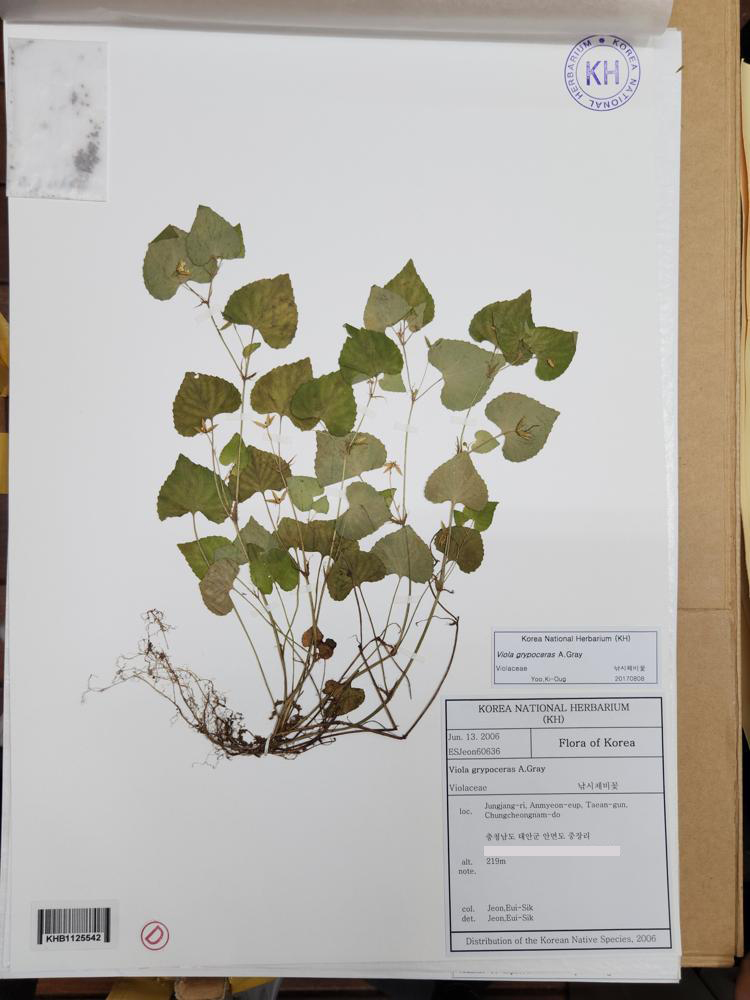 KOREA NATIONAL HERBARIUM
KH
Korea National Herbarium (KH)
Viola grypoceras A.Gray
Violaceae 낚시제비꽃
Yoo,Ki-Oug 20170808
KOREA NATIONAL HERBARIUM
(KH)
Jun. 13. 2006
ESJeon60636
Flora of Korea
Viola grypoceras A.Gray
Violaceae 낚시제비꽃
loc. Jungjang-ri, Anmyeon-eup, Taean-gun,
Chungcheongnam-do
충청남도 태안군 안면도 중장리
alt. 219m
note.
col. Jeon,Eui-Sik
det. Jeon,Eui-Sik
Distribution of the Korean Native Species, 2006
KHB1125542
D